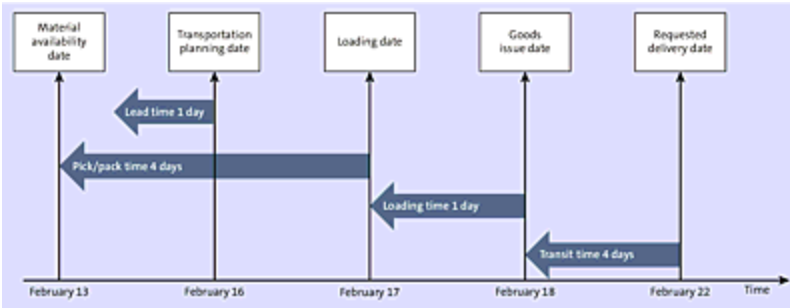 Material
availability
date
Transportation
planning date
Loading date
Goods
issue date
Requested
delivery date
Lead time 1 day
Pick/pack time 4 days
Loading time 1 day
Transit time 4 days
February 13
February 16
February 17
February 18
February 22
Time